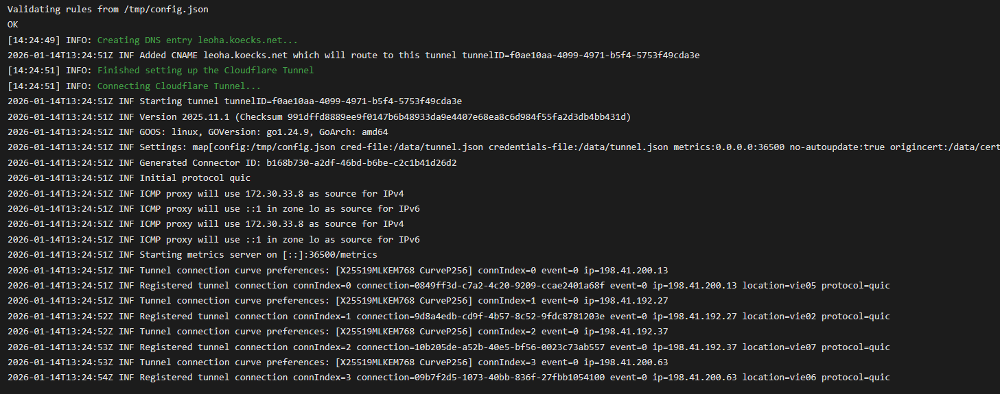 Validating rules from /tmp/config.json
OK
[14:24:49] INFO: Creating DNS entry leoha.koecks.net...
2026-01-14T13:24:51Z INF Added CNAME leoha.koecks.net which will route to this tunnel tunnelID=f0ae10aa-4099-4971-b5f4-5753f49cda3e
[14:24:51] INFO: Finished setting up the Cloudflare Tunnel
[14:24:51] INFO: Connecting Cloudflare Tunnel...
2026-01-14T13:24:51Z INF Starting tunnel tunnelID=f0ae10aa-4099-4971-b5f4-5753f49cda3e
2026-01-14T13:24:51Z INF Version 2025.11.1 (Checksum 991dffd8889ee9f0147b6b48933da9e4407e68ea8c6d984f55fa2d3db4bb431d)
2026-01-14T13:24:51Z INF GOOS: linux, GOVersion: go1.24.9, GoArch: amd64
2026-01-14T13:24:51Z INF Settings: map[config:/tmp/config.json cred-file:/data/tunnel.json credentials-file:/data/tunnel.json metrics:0.0.0.0:36500 no-autoupdate:true origincert:/data/cert
2026-01-14T13:24:51Z INF Generated Connector ID: b168b730-a2df-46bd-b6be-c2c1b41d26d2
2026-01-14T13:24:51Z INF Initial protocol quic
2026-01-14T13:24:51Z INF ICMP proxy will use 172.30.33.8 as source for IPv4
2026-01-14T13:24:51Z INF ICMP proxy will use ::1 in zone lo as source for IPv6
2026-01-14T13:24:51Z INF ICMP proxy will use 172.30.33.8 as source for IPv4
2026-01-14T13:24:51Z INF ICMP proxy will use ::1 in zone lo as source for IPv6
2026-01-14T13:24:51Z INF Starting metrics server on [::]:36500/metrics
2026-01-14T13:24:51Z INF Tunnel connection curve preferences: [X25519MLKEM768 CurveP256] connIndex=0 event=0 ip=198.41.200.13
2026-01-14T13:24:51Z INF Registered tunnel connection connIndex=0 connection=0849ff3d-c7a2-4c20-9209-ccae2401a68f event=0 ip=198.41.200.13 location=vie05 protocol=quic
2026-01-14T13:24:51Z INF Tunnel connection curve preferences: [X25519MLKEM768 CurveP256] connIndex=1 event=0 ip=198.41.192.27
2026-01-14T13:24:52Z INF Registered tunnel connection connIndex=1 connection=9d8a4edb-cd9f-4b57-8c52-9fdc8781203e event=0 ip=198.41.192.27 location=vie02 protocol=quic
2026-01-14T13:24:52Z INF Tunnel connection curve preferences: [X25519MLKEM768 CurveP256] connIndex=2 event=0 ip=198.41.192.37
2026-01-14T13:24:53Z INF Registered tunnel connection connIndex=2 connection=10b205de-a52b-40e5-bf56-0023c73ab557 event=0 ip=198.41.192.37 location=vie07 protocol=quic
2026-01-14T13:24:53Z INF Tunnel connection curve preferences: [X25519MLKEM768 CurveP256] connIndex=3 event=0 ip=198.41.200.63
2026-01-14T13:24:54Z INF Registered tunnel connection connIndex=3 connection=09b7f2d5-1073-40bb-836f-27fbb1054100 event=0 ip=198.41.200.63 location=vie06 protocol=quic